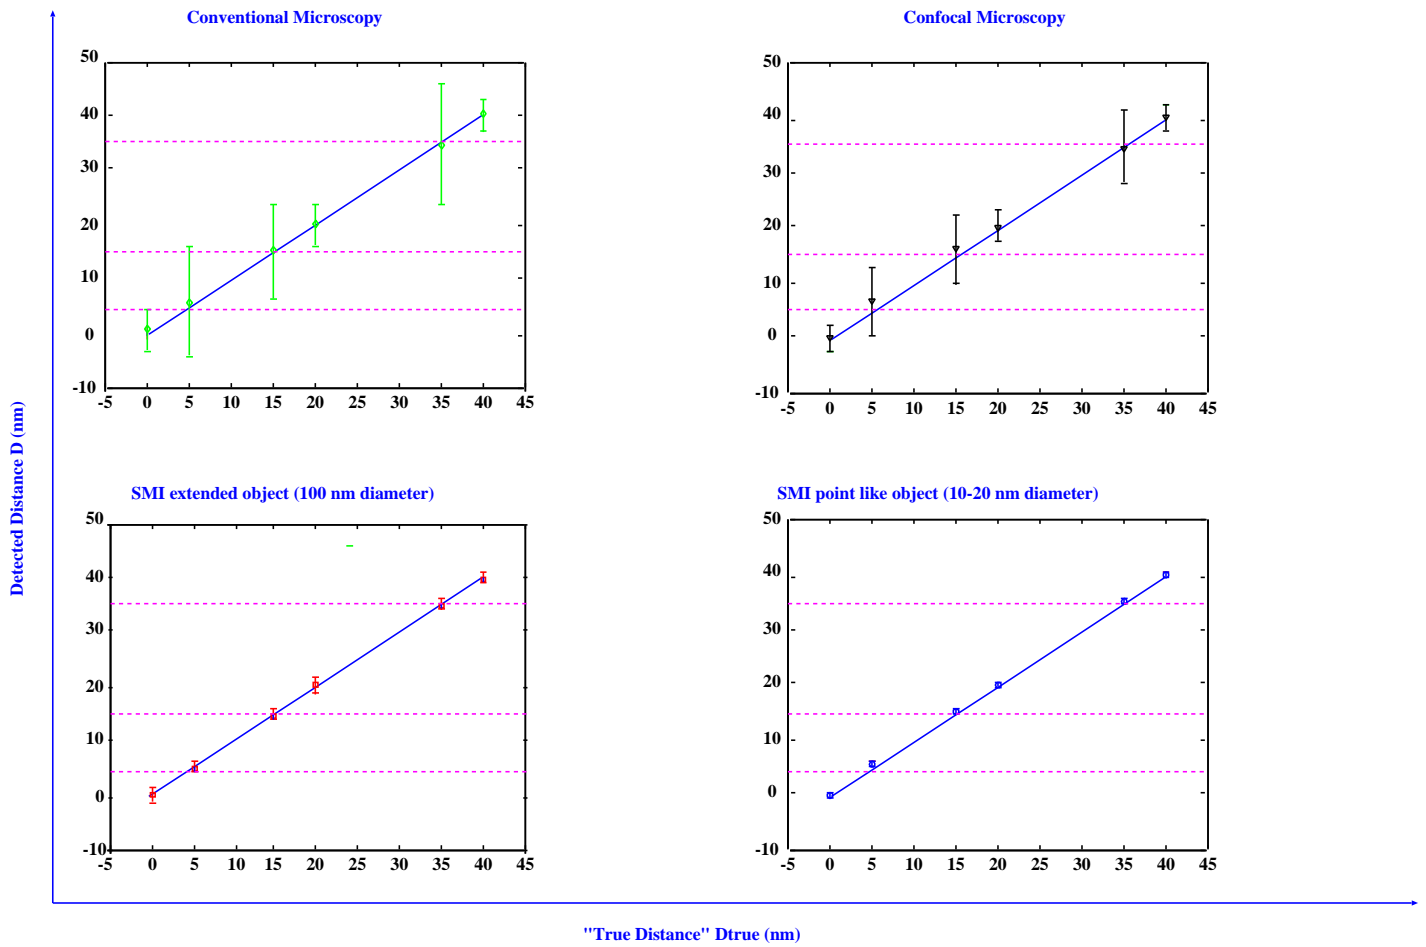 Conventional Microscopy
Confocal Microscopy
50
40
30
20
10
0
-10
-5 0 5 10 15 20 25 30 35 40 45
50
40
30
20
10
0
-10
-5 0 5 10 15 20 25 30 35 40 45
Detected Distance D (nm)
SMI extended object (100 nm diameter)
SMI point like object (10-20 nm diameter)
50
40
30
20
10
0
-10
-5 0 5 10 15 20 25 30 35 40 45
50
40
30
20
10
0
-10
-5 0 5 10 15 20 25 30 35 40 45
"True Distance" Dtrue (nm)